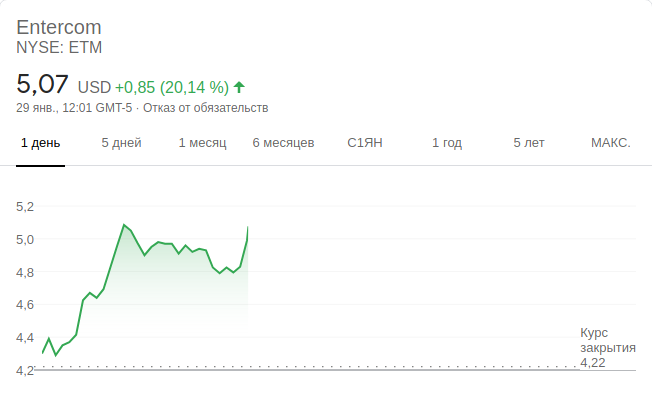 Entercom
NYSE: ETM
5,07 USD +0,85 (20,14 %)
29 янв., 12:01 GMT-5 · Отказ от обязательств
1 день 5 дней 1 месяц 6 месяцев С1ЯН 1 год 5 лет МАКС.
5,2
5,0
4,8
4,6
4,4
4,2
Курс
закрытия
4,22